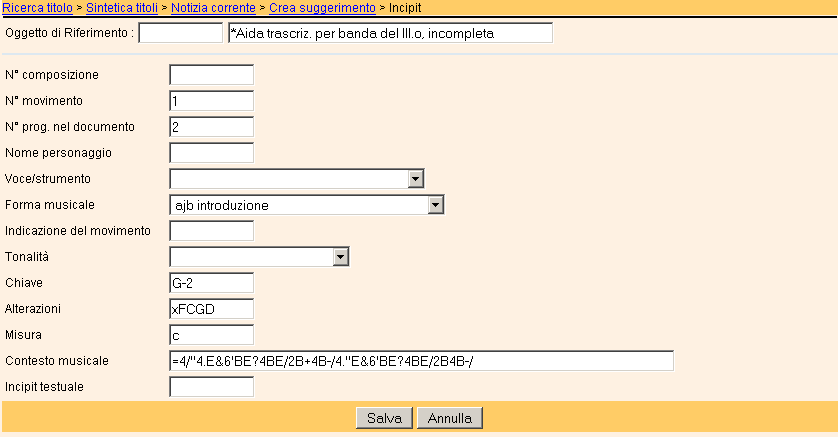 Ricerca titolo > Sintetica titoli > Notizia corrente > Crea suggerimento > Incipit
Oggetto di Riferimento : *Aida trascriz. per banda del III.o, incompleta
N° composizione
N° movimento 1
N° prog. nel documento 2
Nome personaggio
Voce/strumento
Forma musicale ajb introduzione
Indicazione del movimento
Tonalità
Chiave G-2
Alterazioni xFCGD
Misura c
Contesto musicale =4/"4.E&6'BE?4BE/2B+4B-/4."E&6'BE?4BE/2B4B-/
Incipit testuale
Salva Annulla